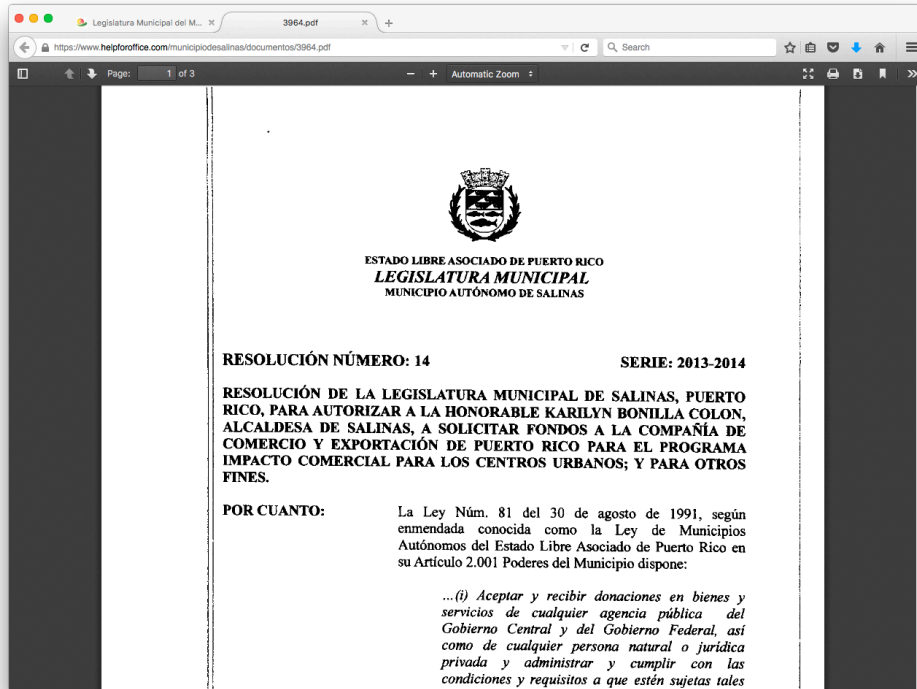 Legislatura Municipal del M...
3964.pdf
https://www.helpforoffice.com/municipiodesalinas/documentos/3964.pdf
Search
Page: 1 of 3
Automatic Zoom
ESTADO LIBRE ASOCIADO DE PUERTO RICO
LEGISLATURA MUNICIPAL
MUNICIPIO AUTÓNOMO DE SALINAS
RESOLUCIÓN NÚMERO: 14 SERIE: 2013-2014
RESOLUCIÓN DE LA LEGISLATURA MUNICIPAL DE SALINAS, PUERTO
RICO, PARA AUTORIZAR A LA HONORABLE KARILYN BONILLA COLON,
ALCALDESA DE SALINAS, A SOLICITAR FONDOS A LA COMPAÑÍA DE
COMERCIO Y EXPORTACIÓN DE PUERTO RICO PARA EL PROGRAMA
IMPACTO COMERCIAL PARA LOS CENTROS URBANOS; Y PARA OTROS
FINES.
POR CUANTO: La Ley Núm. 81 del 30 de agosto de 1991, según
enmendada conocida como la Ley de Municipios
Autónomos del Estado Libre Asociado de Puerto Rico en
su Artículo 2.001 Poderes del Municipio dispone:
...(i) Aceptar y recibir donaciones en bienes y
servicios de cualquier agencia pública del
Gobierno Central y del Gobierno Federal, así
como de cualquier persona natural o jurídica
privada y administrar y cumplir con las
condiciones y requisitos a que estén sujetas tales